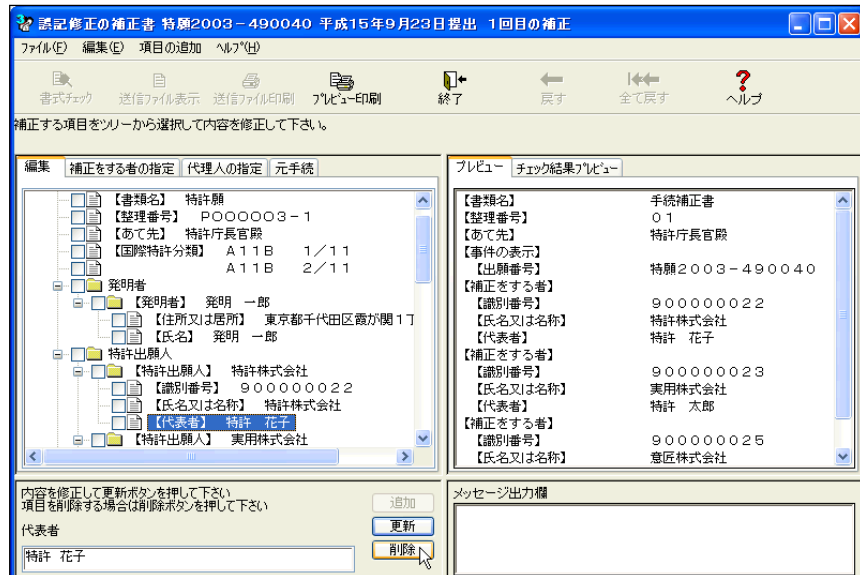 誤記修正の補正書 特願2003-490040 平成15年9月23日提出 1回目の補正
ファイル(F) 編集(E) 項目の追加 ヘルプ(H)
書式チェック 送信ファイル表示 送信ファイル印刷 プレビュー印刷 終了 戻す 全て戻す ヘルプ
補正する項目をツリーから選択して内容を修正して下さい。
編集 補正をする者の指定 代理人の指定 元手続
【書類名】 特許願
【整理番号】 P000003-1
【あて先】 特許庁長官殿
【国際特許分類】 A11B 1/11
A11B 2/11
発明者
【発明者】 発明 一郎
【住所又は居所】 東京都千代田区霞が関1丁
【氏名】 発明 一郎
特許出願人
【特許出願人】 特許株式会社
【識別番号】 900000022
【氏名又は名称】 特許株式会社
【代表者】 特許 花子
【特許出願人】 実用株式会社
プレビュー チェック結果プレビュー
【書類名】 手続補正書
【整理番号】 01
【あて先】 特許庁長官殿
【事件の表示】
【出願番号】 特願2003-490040
【補正をする者】
【識別番号】 900000022
【氏名又は名称】 特許株式会社
【代表者】 特許 花子
【補正をする者】
【識別番号】 900000023
【氏名又は名称】 実用株式会社
【代表者】 特許 太郎
【補正をする者】
【識別番号】 900000025
【氏名又は名称】 意匠株式会社
内容を修正して更新ボタンを押して下さい
項目を削除する場合は削除ボタンを押して下さい
追加
代表者
更新
特許 花子
削除
メッセージ出力欄